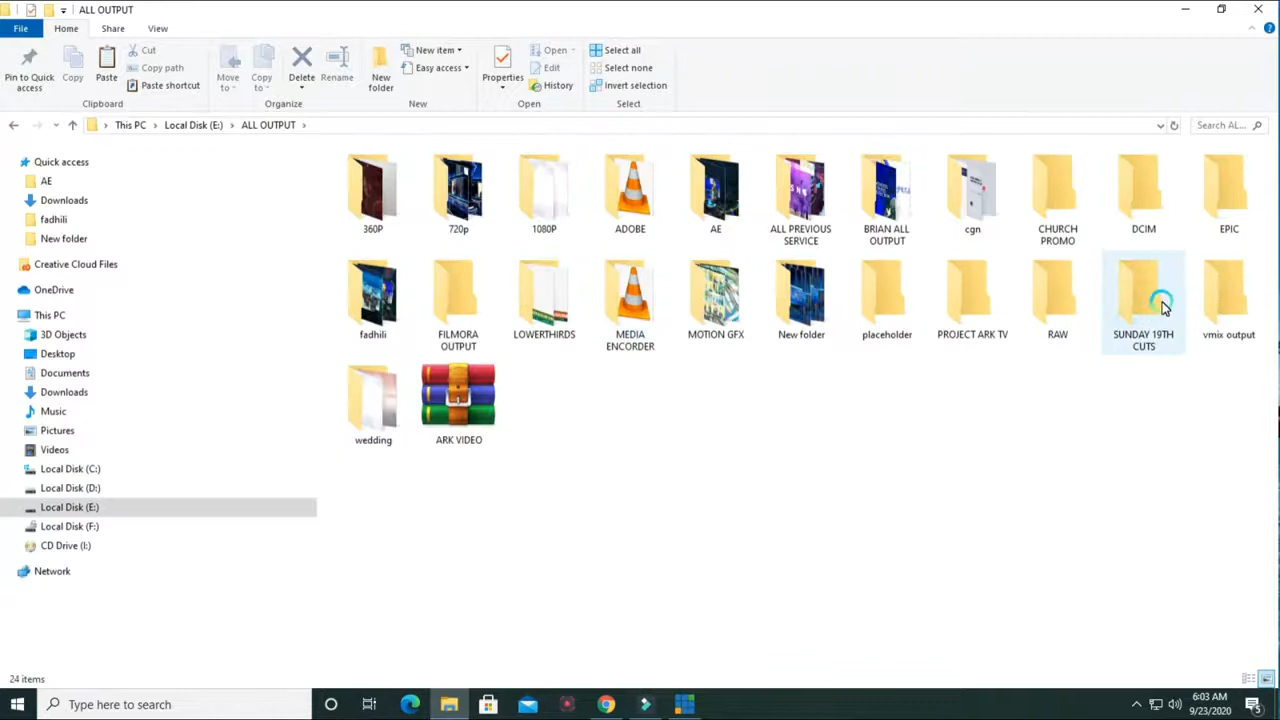 ALL OUTPUT
File
Home
Share
View
Pin to Quick
access
Copy
Paste
Cut
Copy path
Paste shortcut
Clipboard
Move
to
Copy
to
Delete
Rename
Organize
New
folder
New item
Easy access
New
Properties
Open
Edit
History
Open
Select all
Select none
Invert selection
Select
This PC
Local Disk (E:)
ALL OUTPUT
Search AL...
Quick access
AE
Downloads
fadhili
New folder
Creative Cloud Files
OneDrive
This PC
3D Objects
Desktop
Documents
Downloads
Music
Pictures
Videos
Local Disk (C:)
Local Disk (D:)
Local Disk (E:)
Local Disk (F:)
CD Drive (I:)
Network
360P
720p
1080P
ADOBE
AE
ALL PREVIOUS
SERVICE
BRIAN ALL
OUTPUT
cgn
CHURCH
PROMO
DCIM
EPIC
fadhili
FILMORA
OUTPUT
LOWERTHIRDS
MEDIA
ENCORDER
MOTION GFX
New folder
placeholder
PROJECT ARK TV
RAW
SUNDAY 19TH
CUTS
vmix output
wedding
ARK VIDEO
24 items
Type here to search
6:03 AM
9/23/2020
5